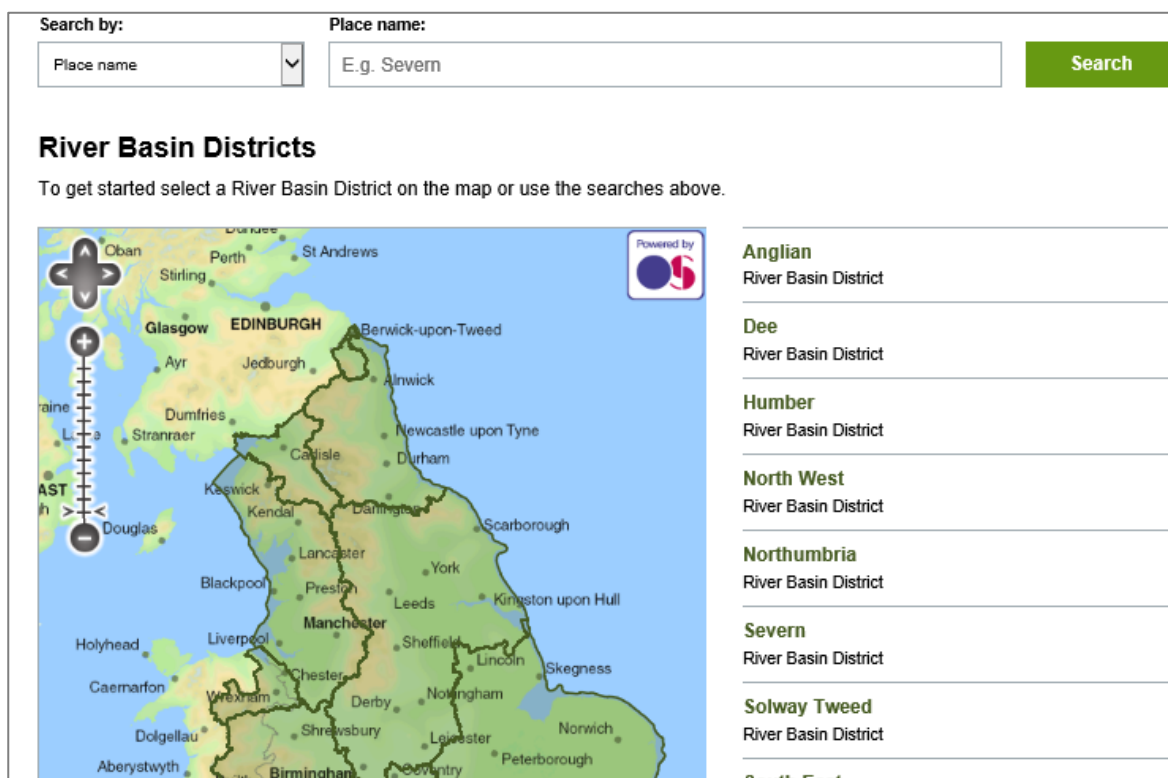 Search by:
Place name:
Place name
E.g. Severn
Search
River Basin Districts
To get started select a River Basin District on the map or use the searches above.
Powered by
OS
Oban
Dundee
Perth
St Andrews
Stirling
Glasgow
EDINBURGH
Berwick-upon-Tweed
Ayr
Jedburgh
Alnwick
Dumfries
Stranraer
Newcastle upon Tyne
Carlisle
Durham
Keswick
Kendal
Darlington
Douglas
Scarborough
Lancaster
York
Blackpool
Preston
Leeds
Kingston upon Hull
Manchester
Holyhead
Liverpool
Sheffield
Lincoln
Skegness
Chester
Caernarfon
Wrexham
Derby
Nottingham
Dolgellau
Shrewsbury
Leicester
Norwich
Peterborough
Aberystwyth
Birmingham
Coventry
Anglian
River Basin District
Dee
River Basin District
Humber
River Basin District
North West
River Basin District
Northumbria
River Basin District
Severn
River Basin District
Solway Tweed
River Basin District
South East